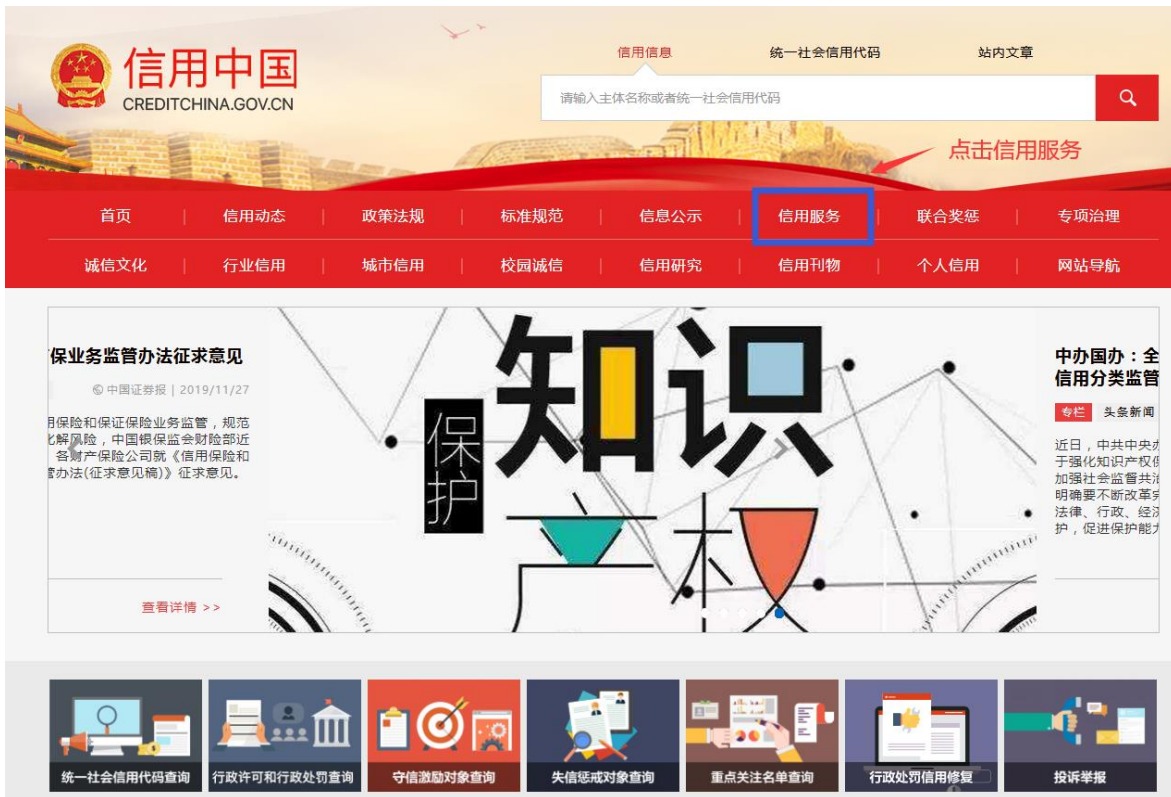 信用中国
CREDITCHINA.GOV.CN
信用信息 统一社会信用代码 站内文章
请输入主体名称或者统一社会信用代码
点击信用服务
首页 信用动态 政策法规 标准规范 信息公示 信用服务 联合奖惩 专项治理
诚信文化 行业信用 城市信用 校园诚信 信用研究 信用刊物 个人信用 网站导航
保业务监管办法征求意见
中国证券报 | 2019/11/27
用保险和保证保险业务监管，规范
化解风险，中国银保监会财险部近
各财产保险公司就《信用保险和
管办法(征求意见稿)》征求意见。
查看详情 >>
保护
知识
产权
中办国办：全
信用分类监管
专栏 头条新闻
近日，中共中央办
于强化知识产权保
加强社会监督共治
明确要不断改革完
法律、行政、经济
护，促进保护能力
统一社会信用代码查询 行政许可和行政处罚查询 守信激励对象查询 失信惩戒对象查询 重点关注名单查询 行政处罚信用修复 投诉举报